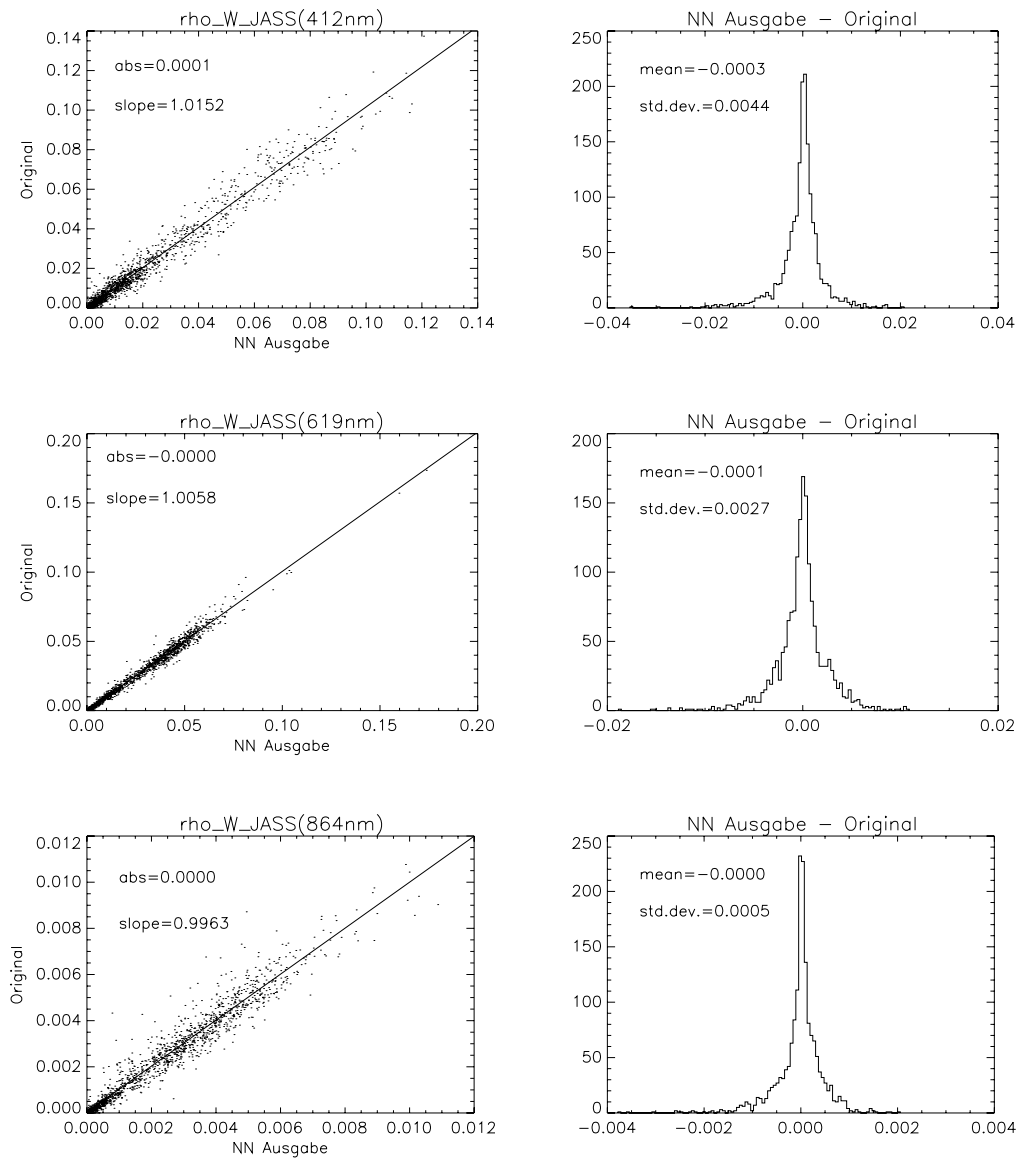 rho_W_JASS(412nm)
0.14
0.12
0.10
0.08
0.06
0.04
0.02
0.00
Original
abs=0.0001
slope=1.0152
0.00 0.02 0.04 0.06 0.08 0.10 0.12 0.14
NN Ausgabe
NN Ausgabe − Original
250
200
150
100
50
0
mean=−0.0003
std.dev.=0.0044
−0.04 −0.02 0.00 0.02 0.04
rho_W_JASS(619nm)
0.20
0.15
0.10
0.05
0.00
Original
abs=−0.0000
slope=1.0058
0.00 0.05 0.10 0.15 0.20
NN Ausgabe
NN Ausgabe − Original
200
150
100
50
0
mean=−0.0001
std.dev.=0.0027
−0.02 0.00 0.02
rho_W_JASS(864nm)
0.012
0.010
0.008
0.006
0.004
0.002
0.000
Original
abs=0.0000
slope=0.9963
0.000 0.002 0.004 0.006 0.008 0.010 0.012
NN Ausgabe
NN Ausgabe − Original
250
200
150
100
50
0
mean=−0.0000
std.dev.=0.0005
−0.004 −0.002 0.000 0.002 0.004